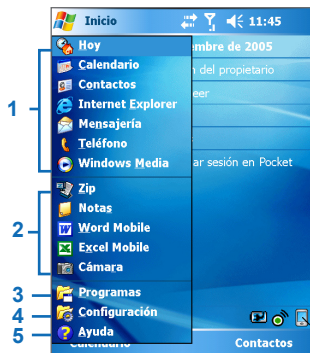 Inicio 11:45
Hoy
embre de 2005
Calendario
n del propietario
Contactos
eer
Internet Explorer
Mensajería
Teléfono
ar sesión en Pocket
Windows Media
1
Zip
Notas
2
Word Mobile
Excel Mobile
Cámara
3 Programas
4 Configuración
5 Ayuda
Calendario Contactos